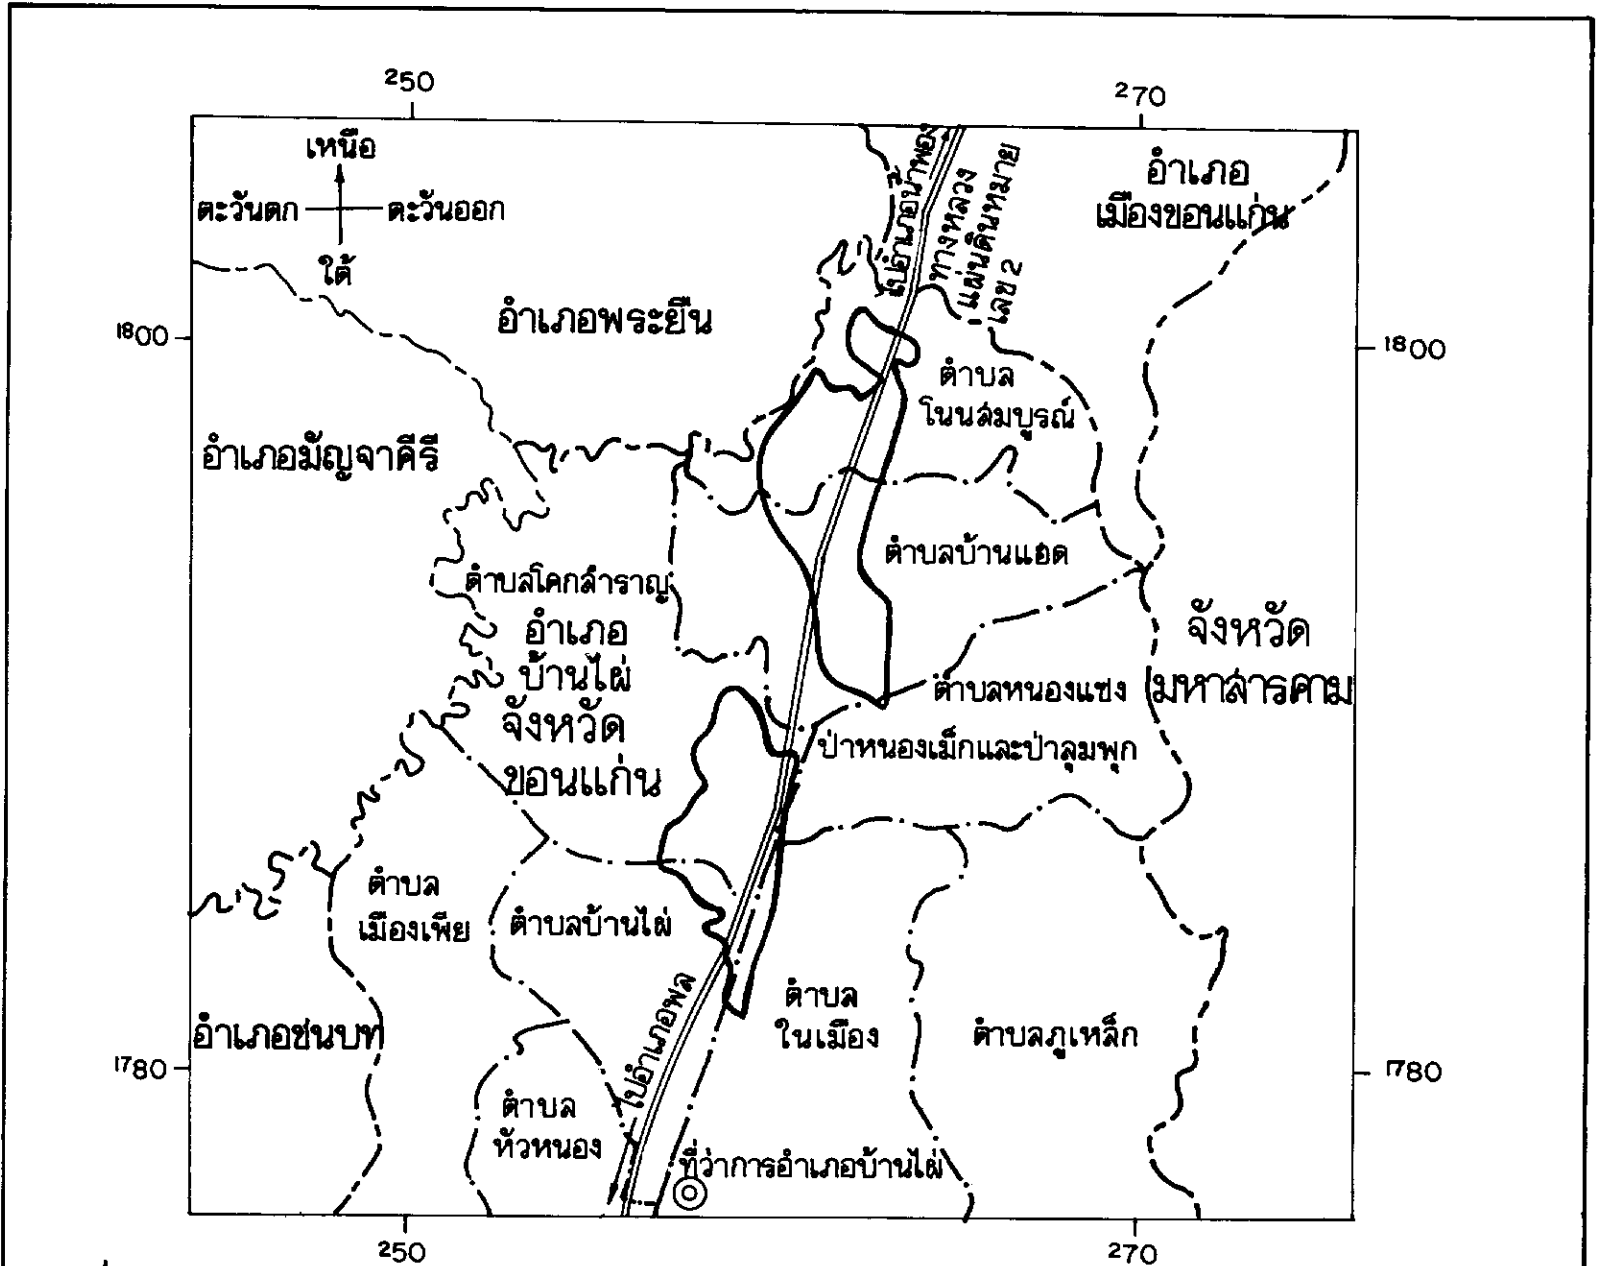 250
270
เหนือ
ตะวันตก
ตะวันออก
ใต้
ไปอำเภอน้ำพอง
ทางหลวง
แผ่นดินหมาย
เลข 2
อำเภอ
เมืองขอนแก่น
อำเภอพระยืน
1800
1800
ตำบล
โนนสมบูรณ์
อำเภอมัญจาคีรี
ตำบลบ้านแฮด
ตำบลโคกสำราญ
อำเภอ
บ้านไผ่
จังหวัด
ขอนแก่น
จังหวัด
มหาสารคาม
ตำบลหนองแซง
ป่าหนองเม็กและป่าลุมพุก
ตำบล
เมืองเพีย
ตำบลบ้านไผ่
ไปอำเภอพล
ตำบล
ในเมือง
ตำบลภูเหล็ก
อำเภอชนบท
1780
1780
ตำบล
หัวหนอง
ที่ว่าการอำเภอบ้านไผ่
250
270